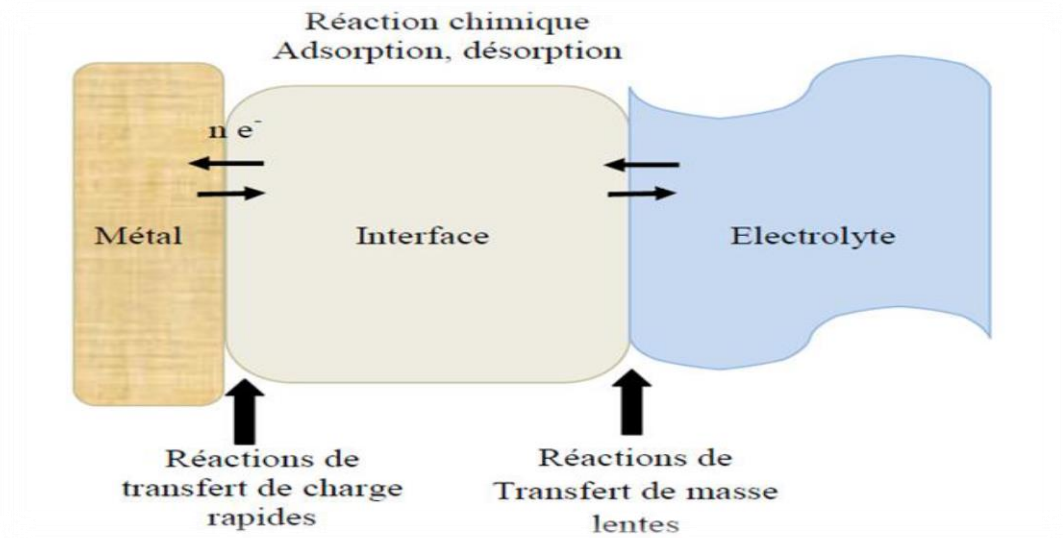 Réaction chimique
Adsorption, désorption
n e-
Métal
Interface
Electrolyte
Réactions de
transfert de charge
rapides
Réactions de
Transfert de masse
lentes